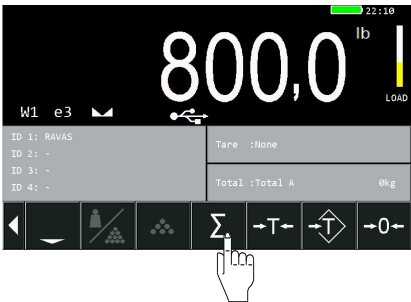 22:10
800,0 lb
LOAD
W1 e3
ID 1: RAVAS
ID 2: -
ID 3: -
ID 4: -
Tare :None
Total :Total A 0kg
Σ →T← →T→ →0←